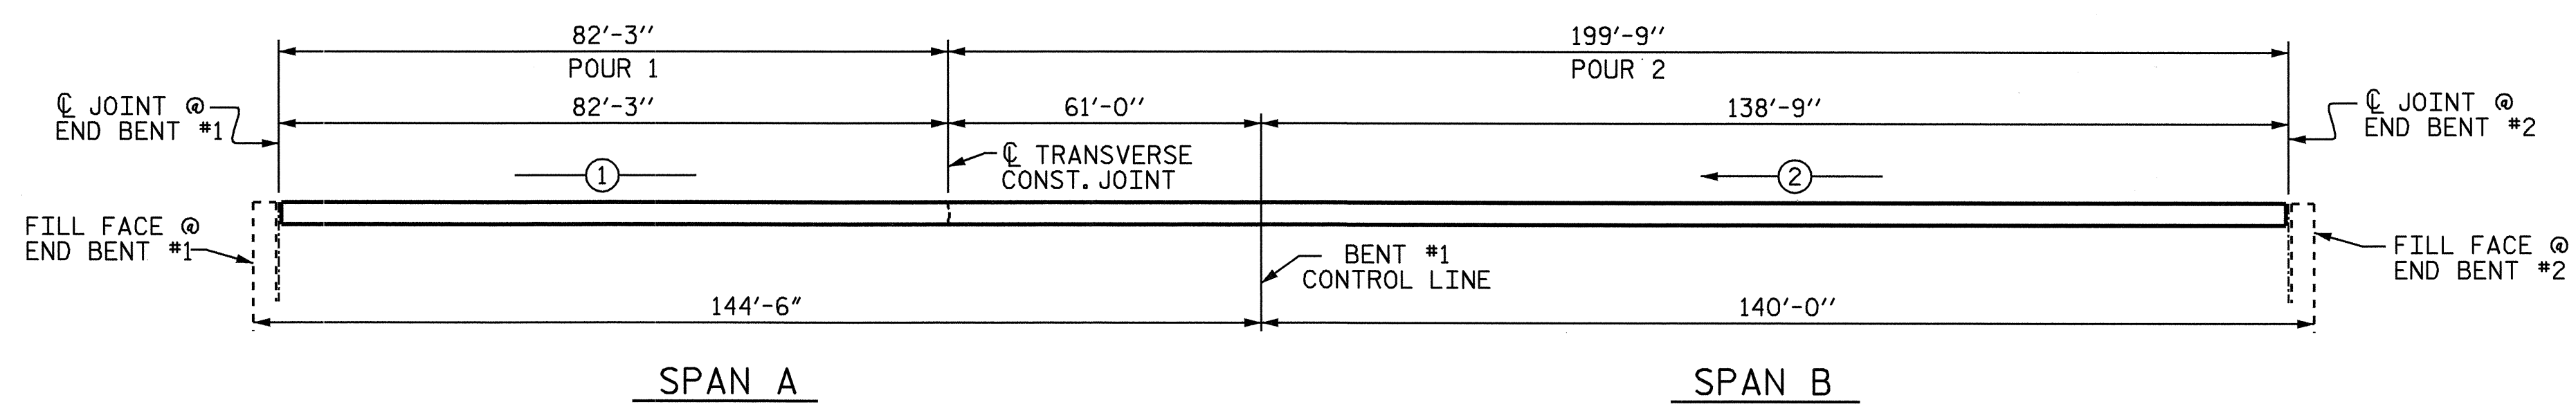 82'-3"
199'-9"
POUR 1
POUR 2
℄ JOINT @
END BENT #1
82'-3"
61'-0"
138'-9"
℄ JOINT @
END BENT #2
℄ TRANSVERSE
CONST. JOINT
1
2
FILL FACE @
END BENT #1
BENT #1
CONTROL LINE
FILL FACE @
END BENT #2
144'-6"
140'-0"
SPAN A
SPAN B